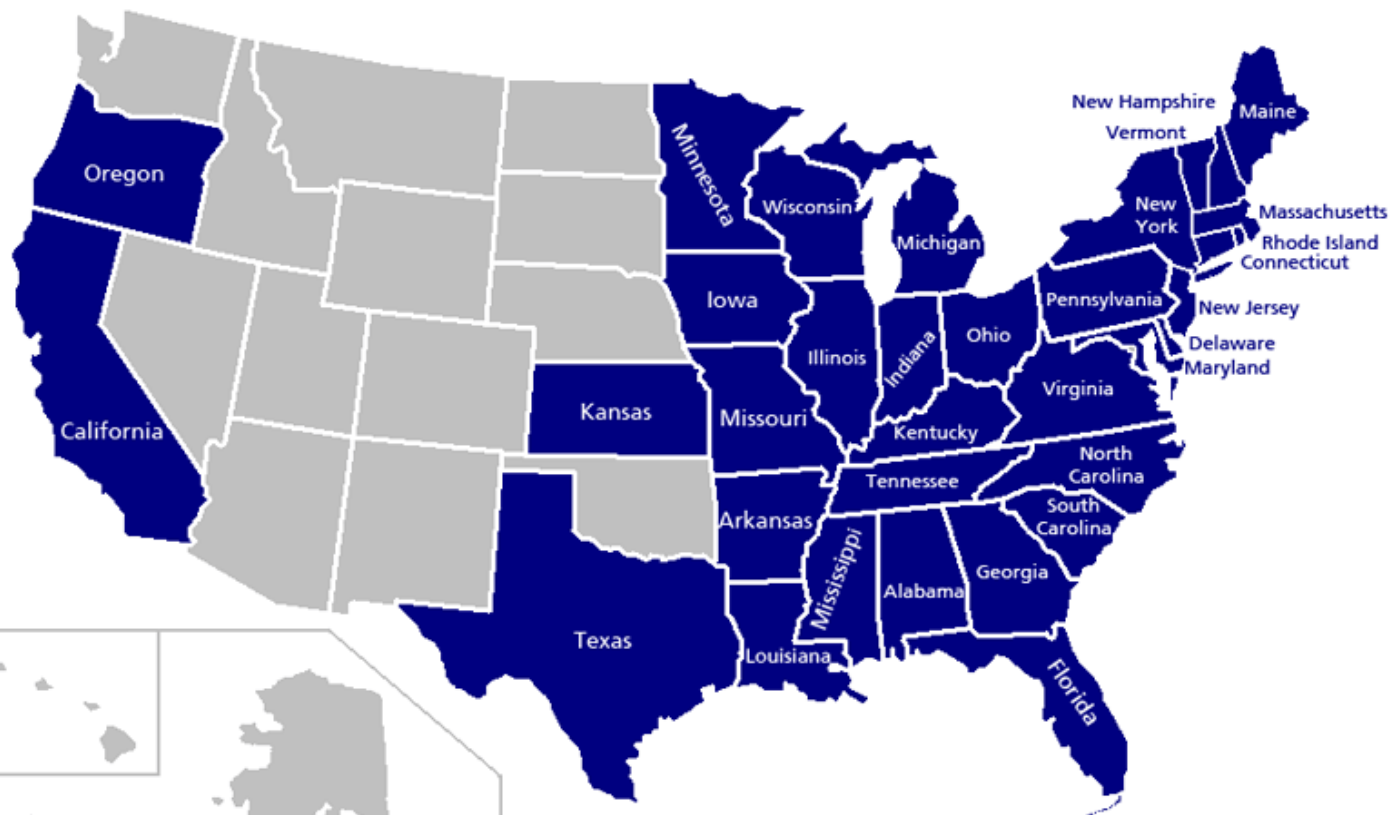 New Hampshire
Maine
Vermont
Minnesota
Oregon
Wisconsin
New
York
Massachusetts
Michigan
Rhode Island
Connecticut
Iowa
Pennsylvania
New Jersey
Ohio
Illinois
Indiana
Delaware
Maryland
Virginia
Kansas
Missouri
California
Kentucky
North
Carolina
Tennessee
South
Carolina
Arkansas
Mississippi
Georgia
Alabama
Texas
Louisiana
Florida